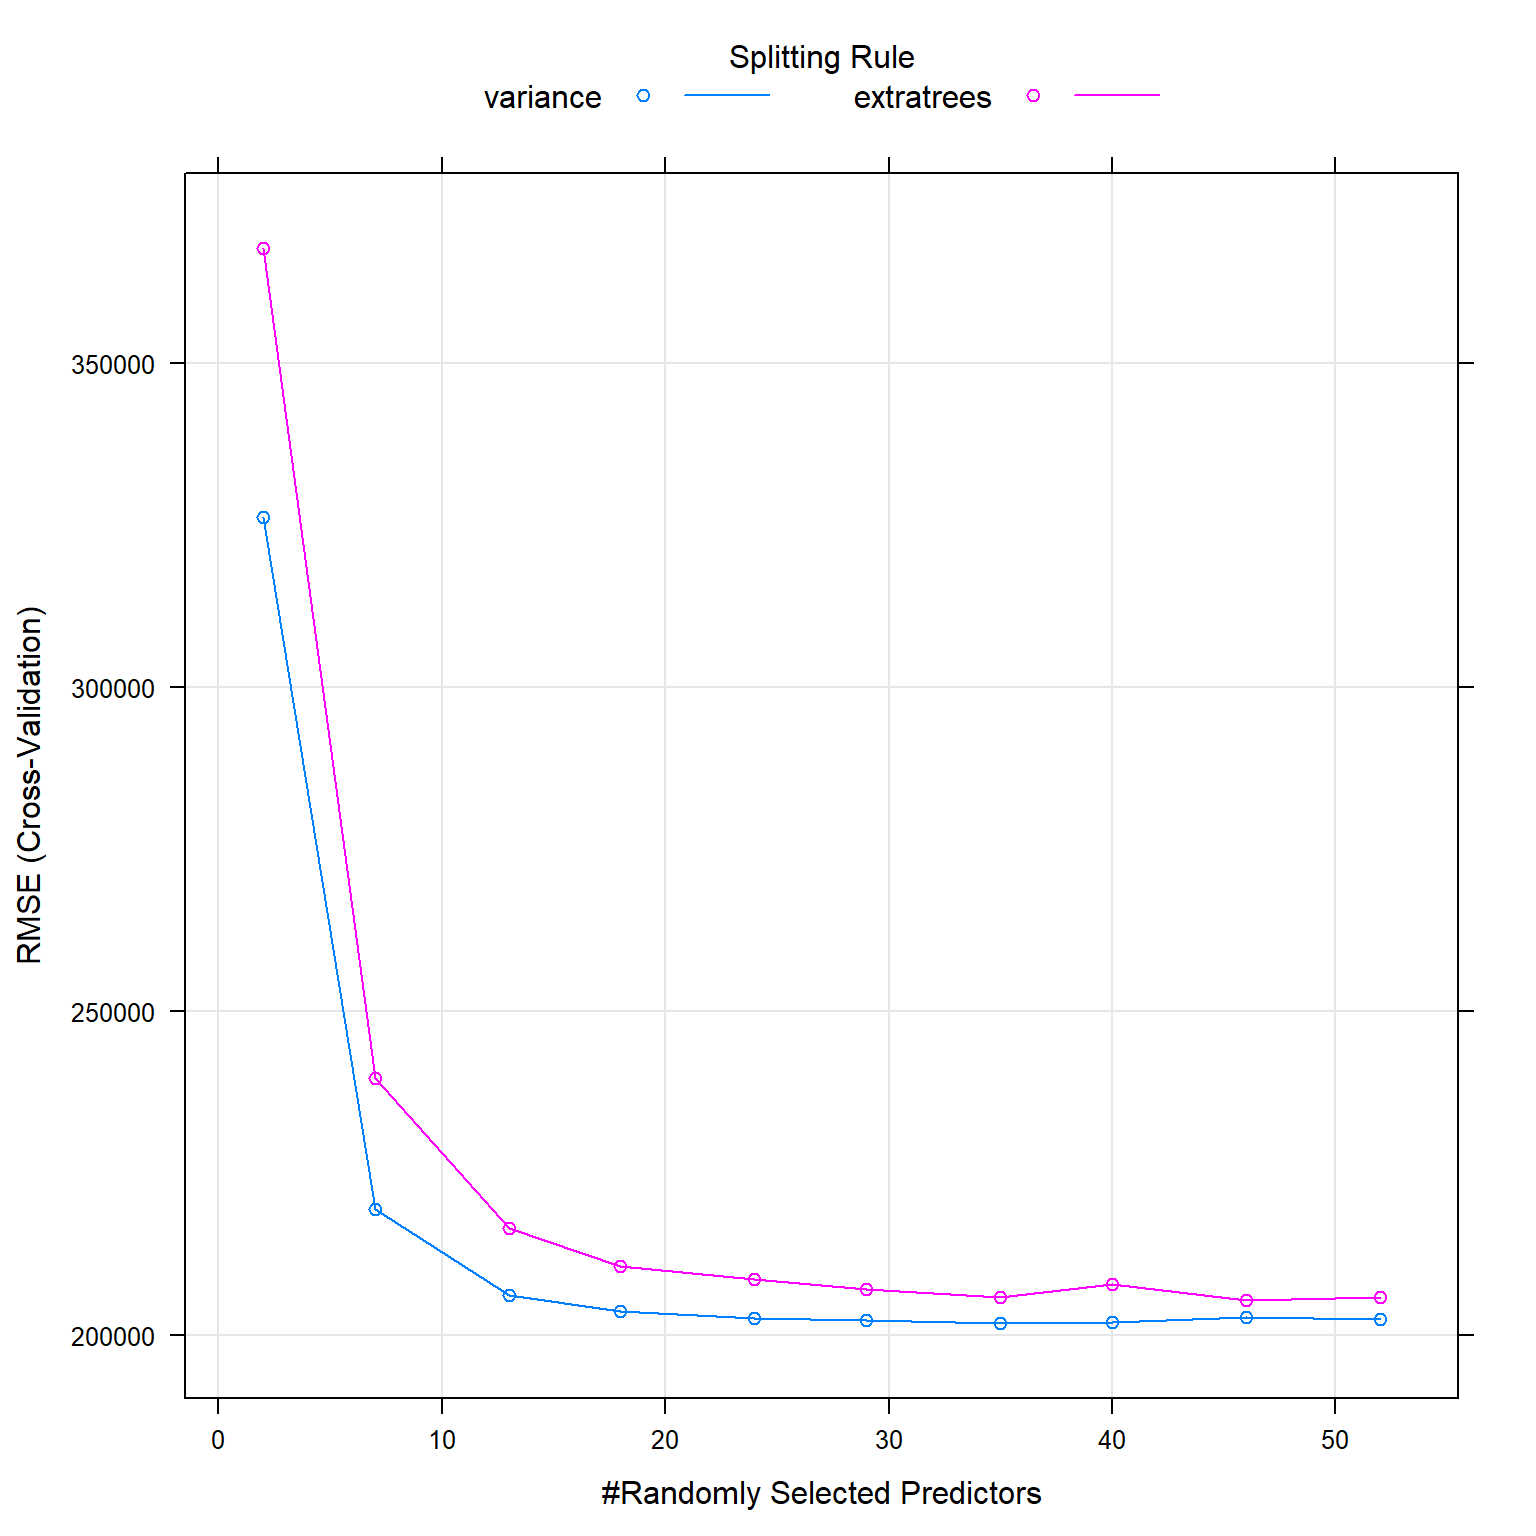 Splitting Rule
variance extratrees
350000
300000
250000
200000
RMSE (Cross-Validation)
0 10 20 30 40 50
#Randomly Selected Predictors